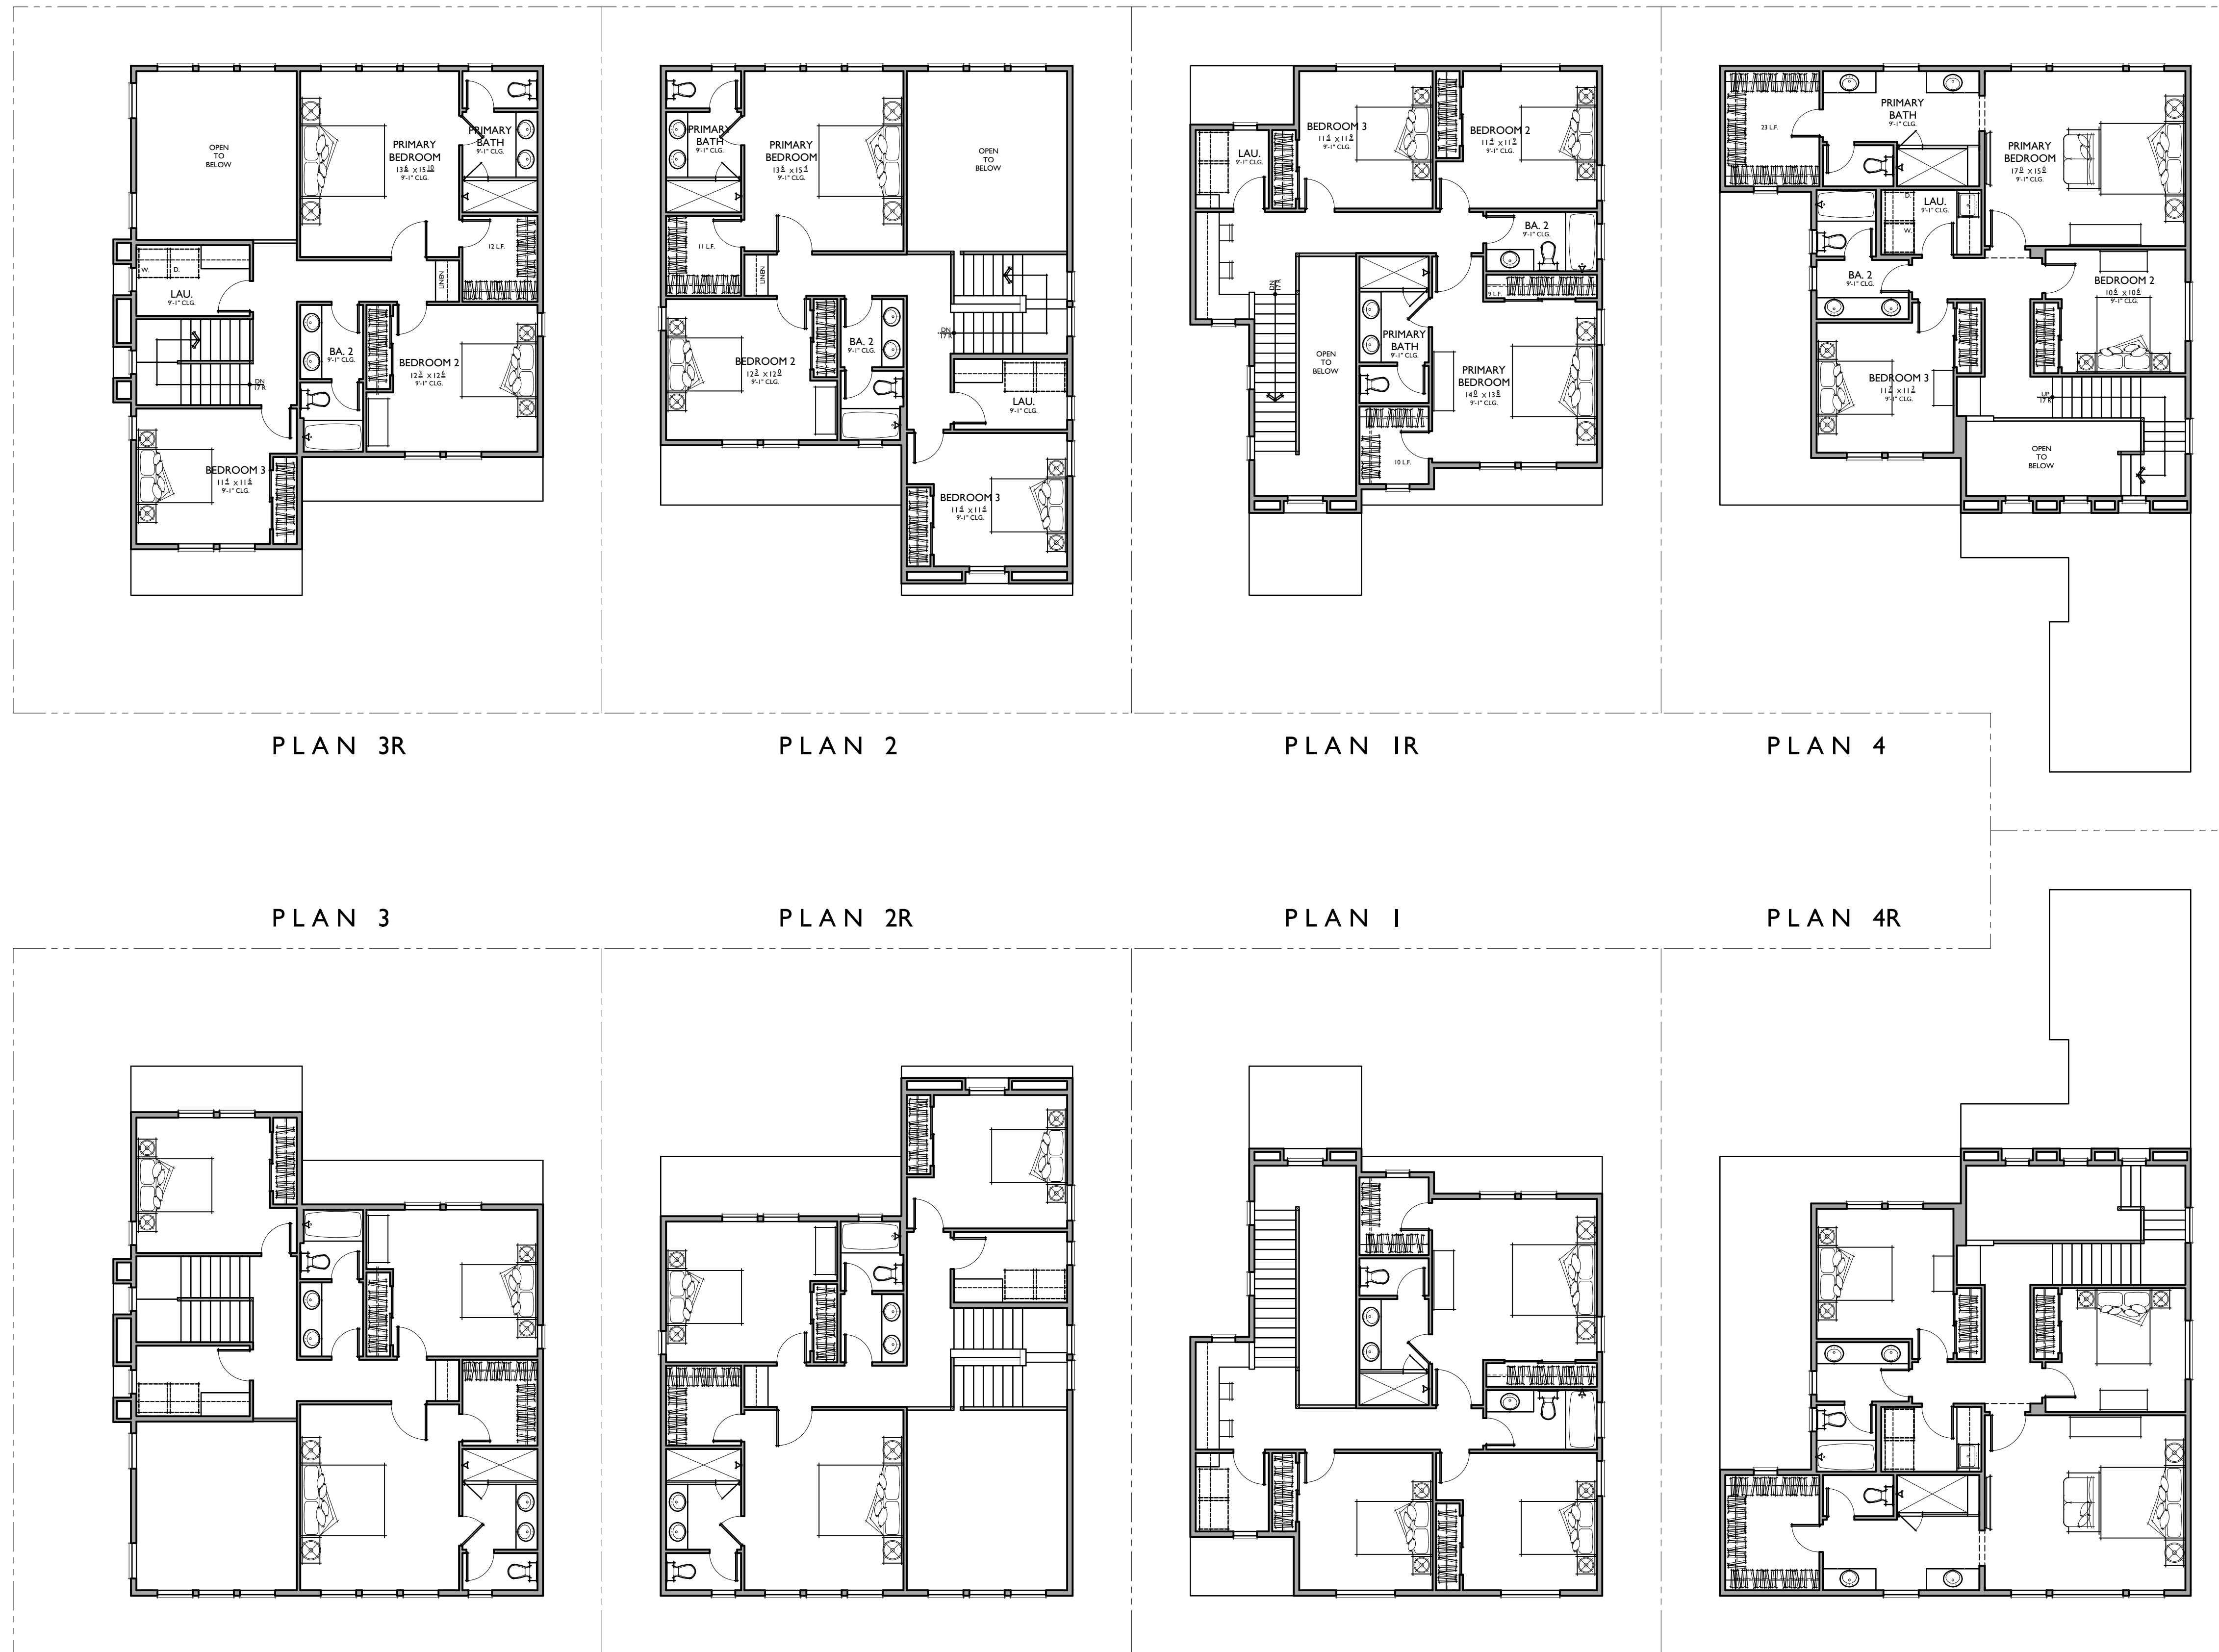 OPEN
TO
BELOW
PRIMARY
BEDROOM
13⁶ X 15¹⁰
9'-1" CLG.
PRIMARY
BATH
9'-1" CLG.
12 L.F.
W. D.
LAU.
9'-1" CLG.
LINEN
DN
17 R
BA. 2
9'-1" CLG.
BEDROOM 2
9'-1" CLG.
BEDROOM 3
9'-1" CLG.
PLAN 3R
PRIMARY
BATH
9'-1" CLG.
PRIMARY
BEDROOM
9'-1" CLG.
OPEN
TO
BELOW
11 L.F.
LINEN
DN
17 R
BEDROOM 2
9'-1" CLG.
BA. 2
9'-1" CLG.
LAU.
9'-1" CLG.
BEDROOM 3
9'-1" CLG.
PLAN 2
BEDROOM 3
9'-1" CLG.
BEDROOM 2
9'-1" CLG.
LAU.
9'-1" CLG.
BA. 2
9'-1" CLG.
9 L.F.
DN
17 R
OPEN
TO
BELOW
PRIMARY
BATH
9'-1" CLG.
PRIMARY
BEDROOM
9'-1" CLG.
10 L.F.
PLAN 1R
23 L.F.
PRIMARY
BATH
9'-1" CLG.
PRIMARY
BEDROOM
9'-1" CLG.
D.
W.
LAU.
9'-1" CLG.
BA. 2
9'-1" CLG.
BEDROOM 2
9'-1" CLG.
BEDROOM 3
9'-1" CLG.
UP
17 R
OPEN
TO
BELOW
PLAN 4
PLAN 3
PLAN 2R
PLAN 1
PLAN 4R